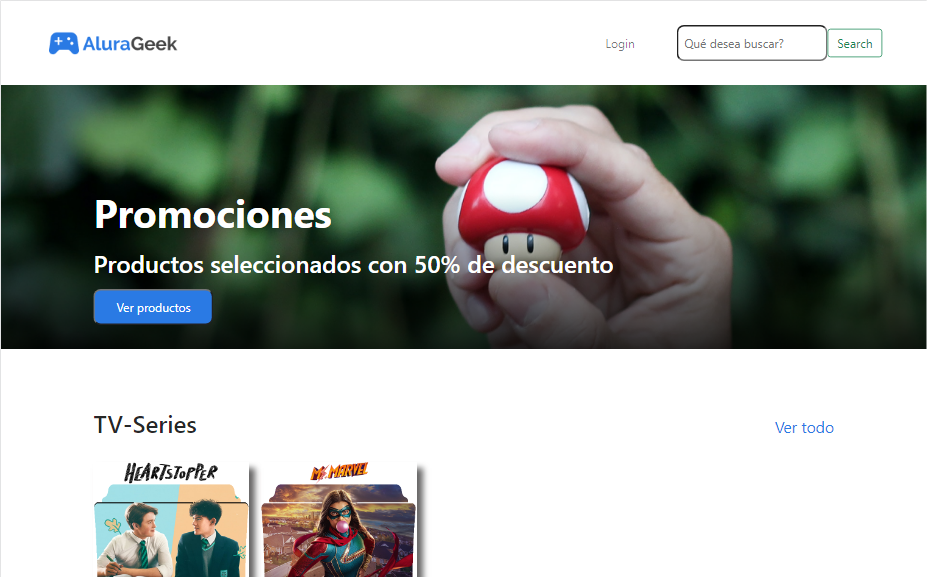 AluraGeek
Login
Qué desea buscar?
Search
Promociones
Productos seleccionados con 50% de descuento
Ver productos
TV-Series
Ver todo
HEARTSTOPPER
MS. MARVEL